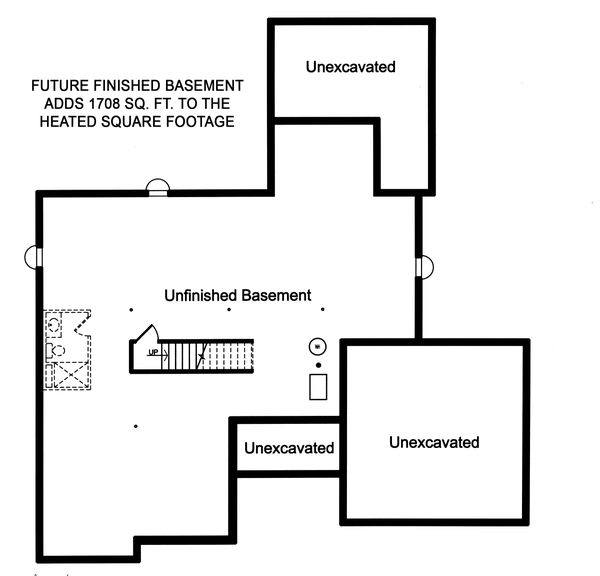 Unexcavated
FUTURE FINISHED BASEMENT
ADDS 1708 SQ. FT. TO THE
HEATED SQUARE FOOTAGE
Unfinished Basement
UP
Unexcavated
Unexcavated